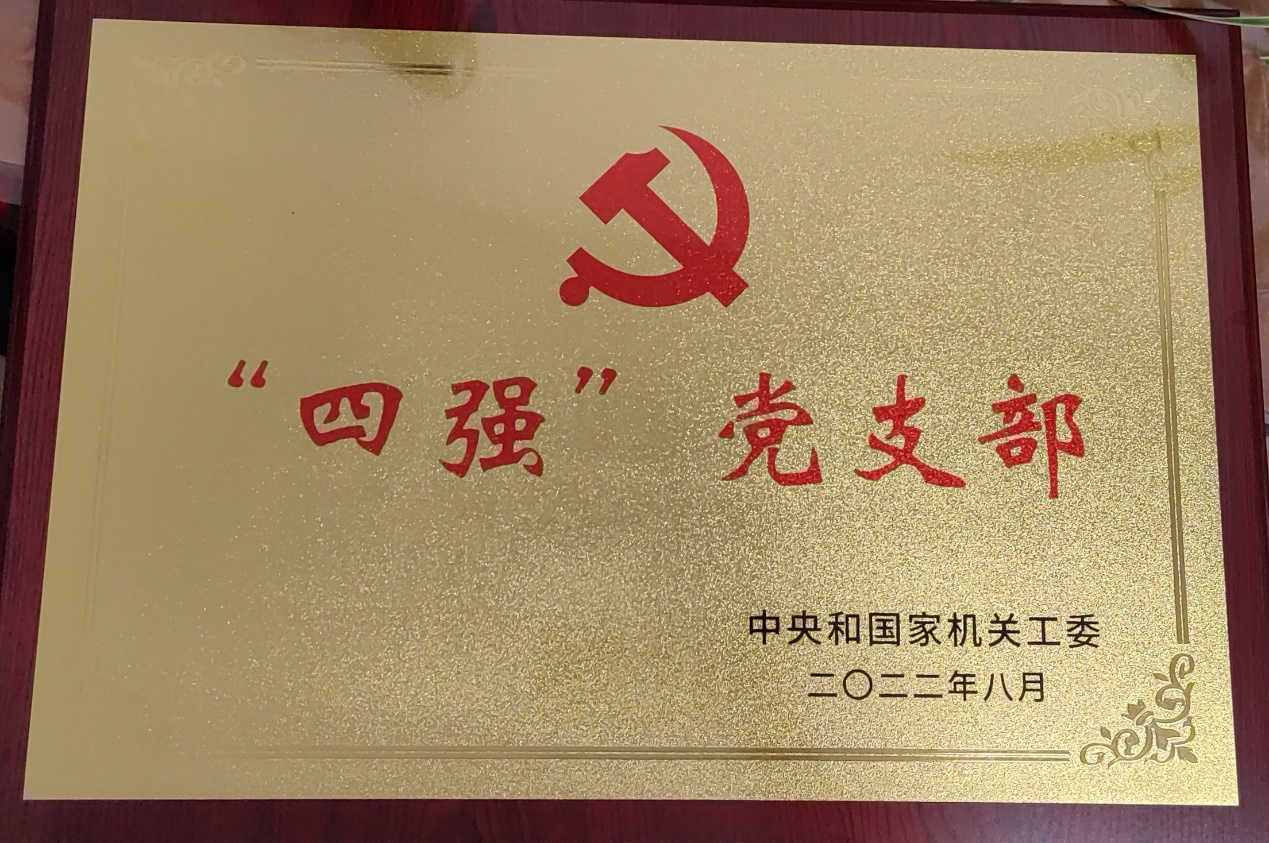 “四强” 党支部
中央和国家机关工委
二〇二二年八月